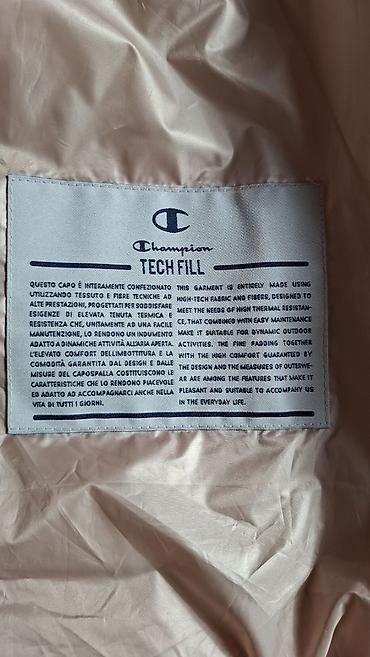 C
Champion
TECH FILL
QUESTO CAPO È INTERAMENTE CONFEZIONATO
UTILIZZANDO TESSUTO E FIBRE TECNICHE AD
ALTE PRESTAZIONI, PROGETTATI PER SODDISFARE
ESIGENZE DI ELEVATA TENUTA TERMICA E
RESISTENZA CHE, UNITAMENTE AD UNA FACILE
MANUTENZIONE, LO RENDONO UN INDUMENTO
ADATTO A DINAMICHE ATTIVITÀ ALL'ARIA APERTA.
L'ELEVATO COMFORT DELL'IMBOTTITURA E LA
COMODITÀ GARANTITA DAL DESIGN E DALLE
MISURE DEL CAPOSPALLA COSTITUISCONO LE
CARATTERISTICHE CHE LO RENDONO PIACEVOLE
ED ADATTO AD ACCOMPAGNARCI ANCHE NELLA
VITA DI TUTTI I GIORNI.
THIS GARMENT IS ENTIRELY MADE USING
HIGH-TECH FABRIC AND FIBERS, DESIGNED TO
MEET THE NEEDS OF HIGH THERMAL RESISTAN-
CE, THAT COMBINED WITH EASY MAINTENANCE
MAKE IT SUITABLE FOR DYNAMIC OUTDOOR
ACTIVITIES. THE FINE PADDING TOGETHER
WITH THE HIGH COMFORT GUARANTEED BY
THE DESIGN AND THE MEASURES OF OUTERWE-
AR ARE AMONG THE FEATURES THAT MAKE IT
PLEASANT AND SUITABLE TO ACCOMPANY US
IN THE EVERYDAY LIFE.